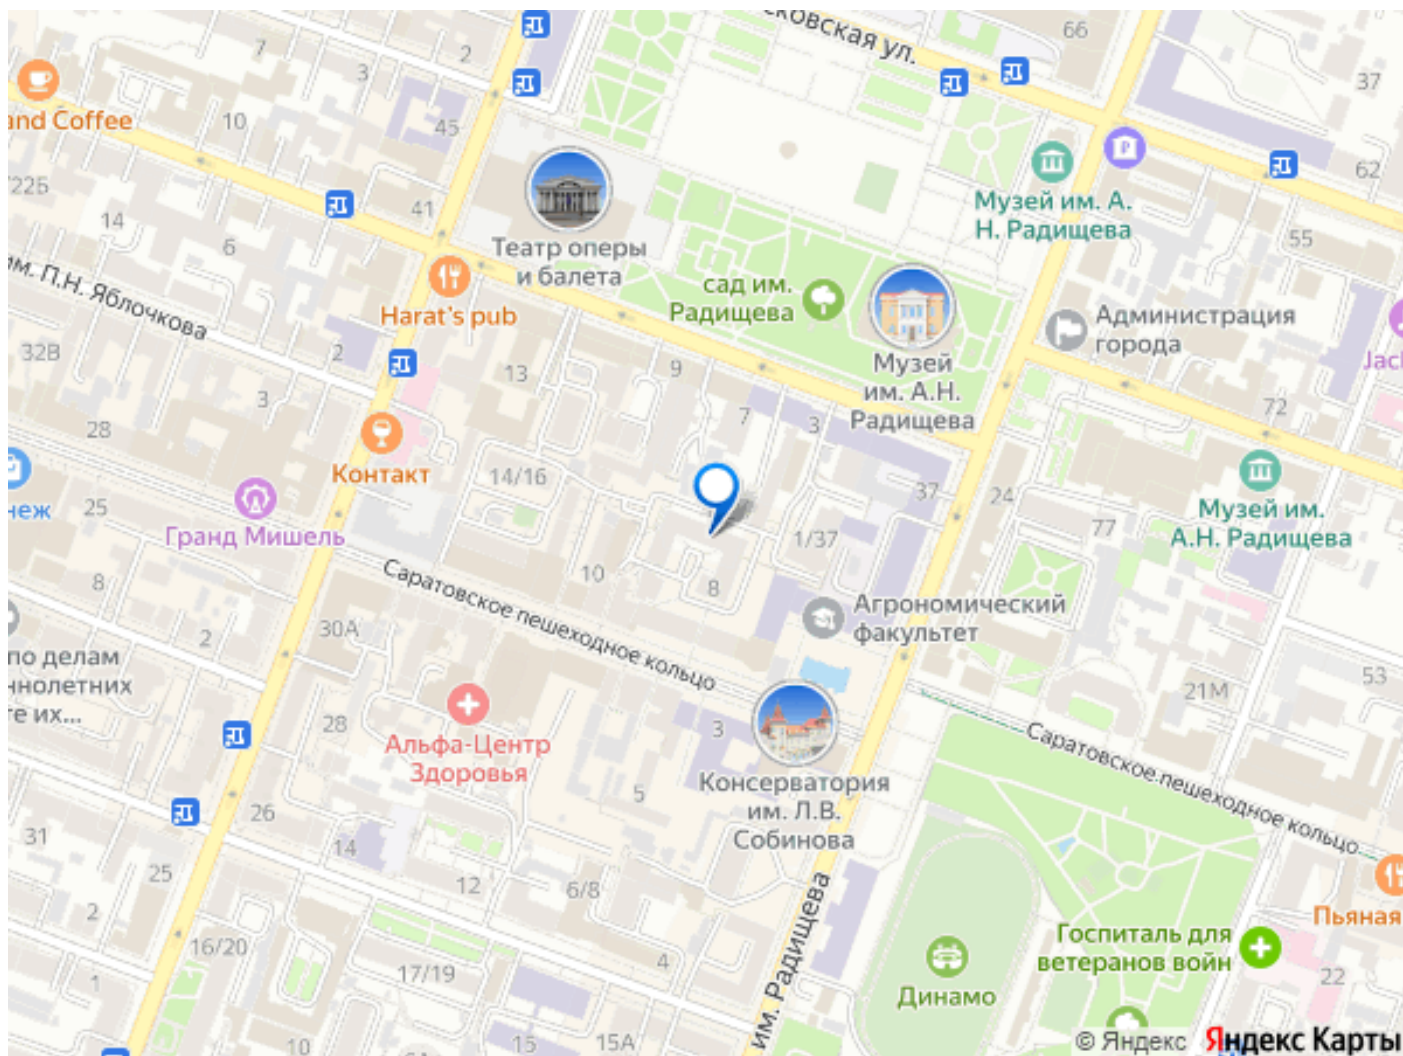 7
2
3
45
10
and Coffee
/225
14
6
41
им. П.Н. Яблочкова
32В
2
3
28
25
неж
8
2
по делам
ннолетних
те их...
Театр оперы
и балета
Harat's pub
13
9
7
3
Контакт
14/16
Гранд Мишель
сад им.
Радищева
Музей
им. А.Н.
Радищева
ковская ул.
66
37
62
Музей им. А.
Н. Радищева
55
Администрация
города
Jac
72
37
24
77
Музей им.
А.Н. Радищева
1/37
10
8
Саратовское пешеходное кольцо
Агрономический
факультет
30А
28
Альфа-Центр
Здоровья
3
5
Консерватория
им. Л.В.
Собинова
21М
53
Саратовское пешеходное кольцо
26
31
14
25
12
6/8
2
16/20
1
17/19
4
10
15
15А
им. Радищева
Динамо
Госпиталь для
ветеранов войн
22
Пьяная
© Яндекс Яндекс Карты